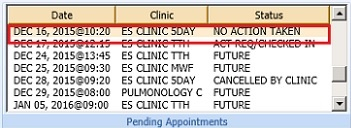 Date Clinic Status
DEC 16, 2015@10:20 ES CLINIC 5DAY NO ACTION TAKEN
DEC 17, 2015@12:15 ES CLINIC TTH ACT REQ/CHECKED IN
DEC 24, 2015@13:45 ES CLINIC TTH FUTURE
DEC 25, 2015@09:30 ES CLINIC MWF FUTURE
DEC 28, 2015@09:20 ES CLINIC 5DAY CANCELLED BY CLINIC
DEC 29, 2015@08:00 PULMONOLOGY C FUTURE
JAN 05, 2016@09:00 ES CLINIC TTH FUTURE
Pending Appointments